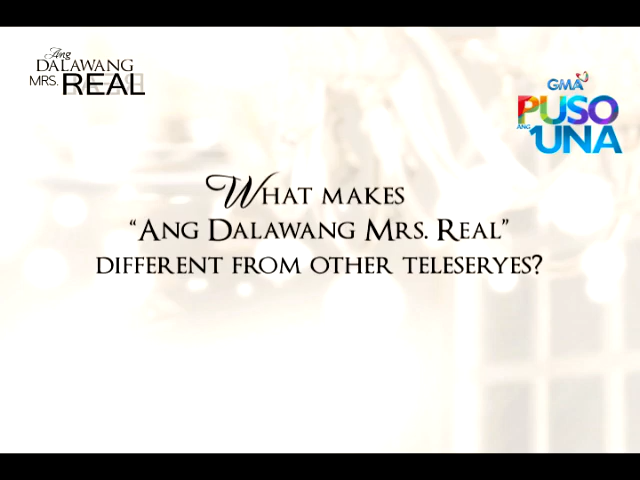 Ang
DALAWANG
MRS. REAL
GMA
PUSO
ANG UNA
WHAT MAKES
“ANG DALAWANG MRS. REAL”
DIFFERENT FROM OTHER TELESERYES?